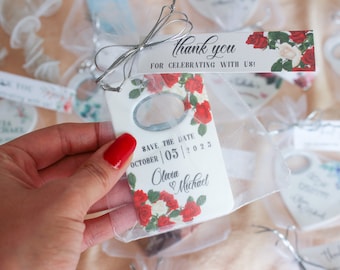 thank you
FOR CELEBRATING WITH US!
SAVE THE DATE
OCTOBER | 05 | 2025
Olivia
Michael